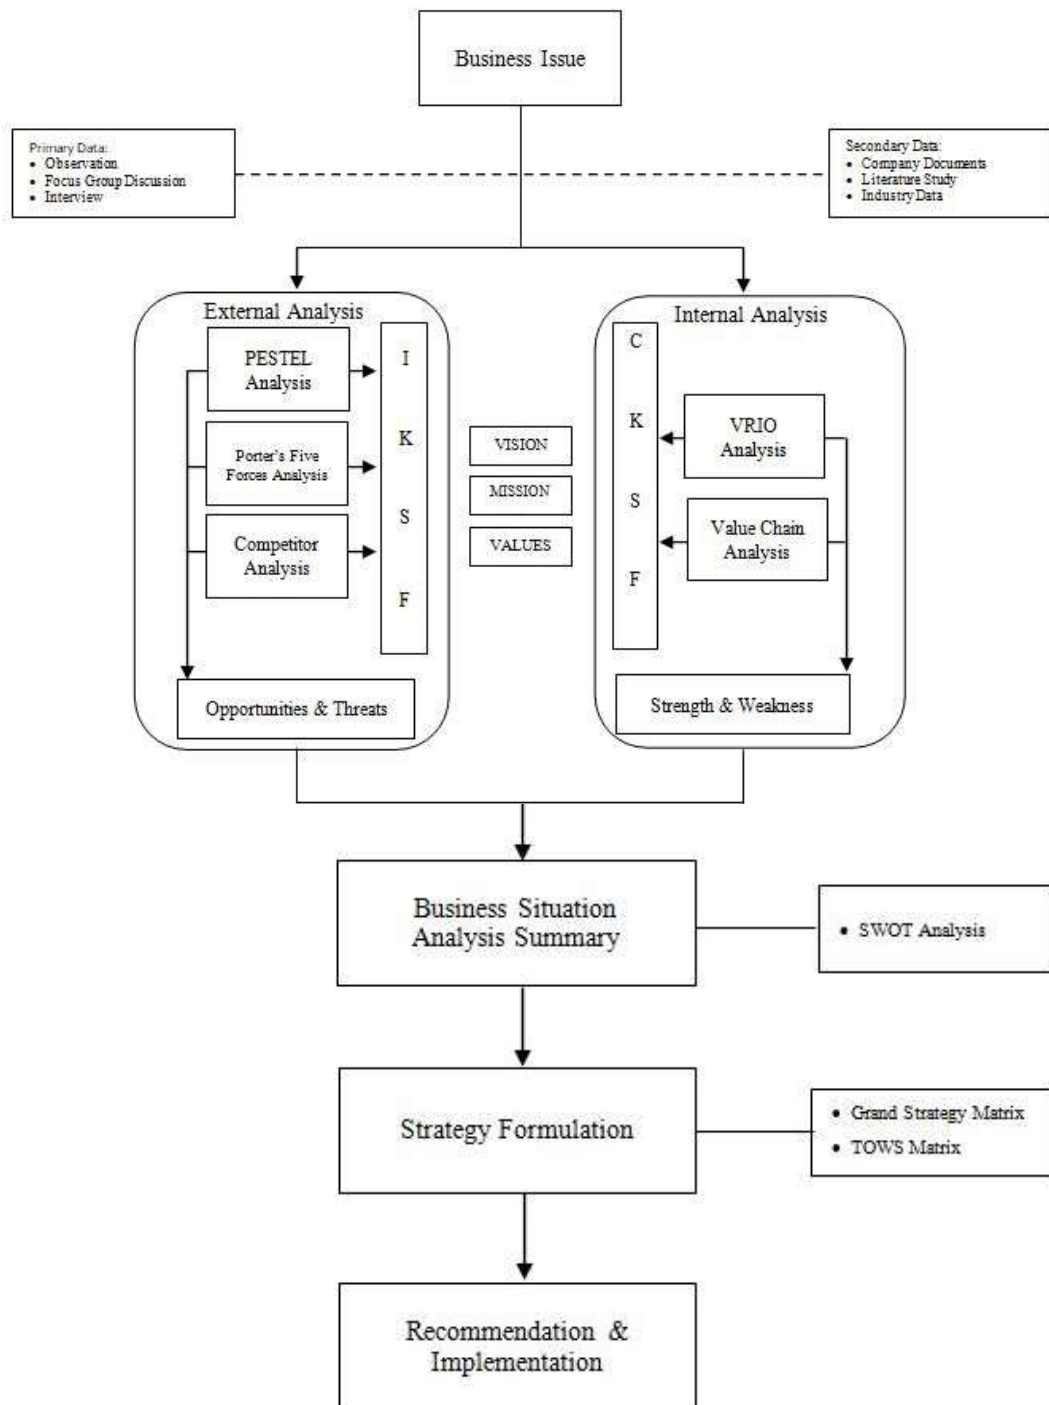 Business Issue
Primary Data:
• Observation
• Focus Group Discussion
• Interview
Secondary Data:
• Company Documents
• Literature Study
• Industry Data
External Analysis
PESTEL
Analysis
Porter's Five
Forces Analysis
Competitor
Analysis
I
K
S
F
Opportunities & Threats
VISION
MISSION
VALUES
Internal Analysis
C
K
S
F
VRIO
Analysis
Value Chain
Analysis
Strength & Weakness
Business Situation
Analysis Summary
• SWOT Analysis
Strategy Formulation
• Grand Strategy Matrix
• TOWS Matrix
Recommendation &
Implementation